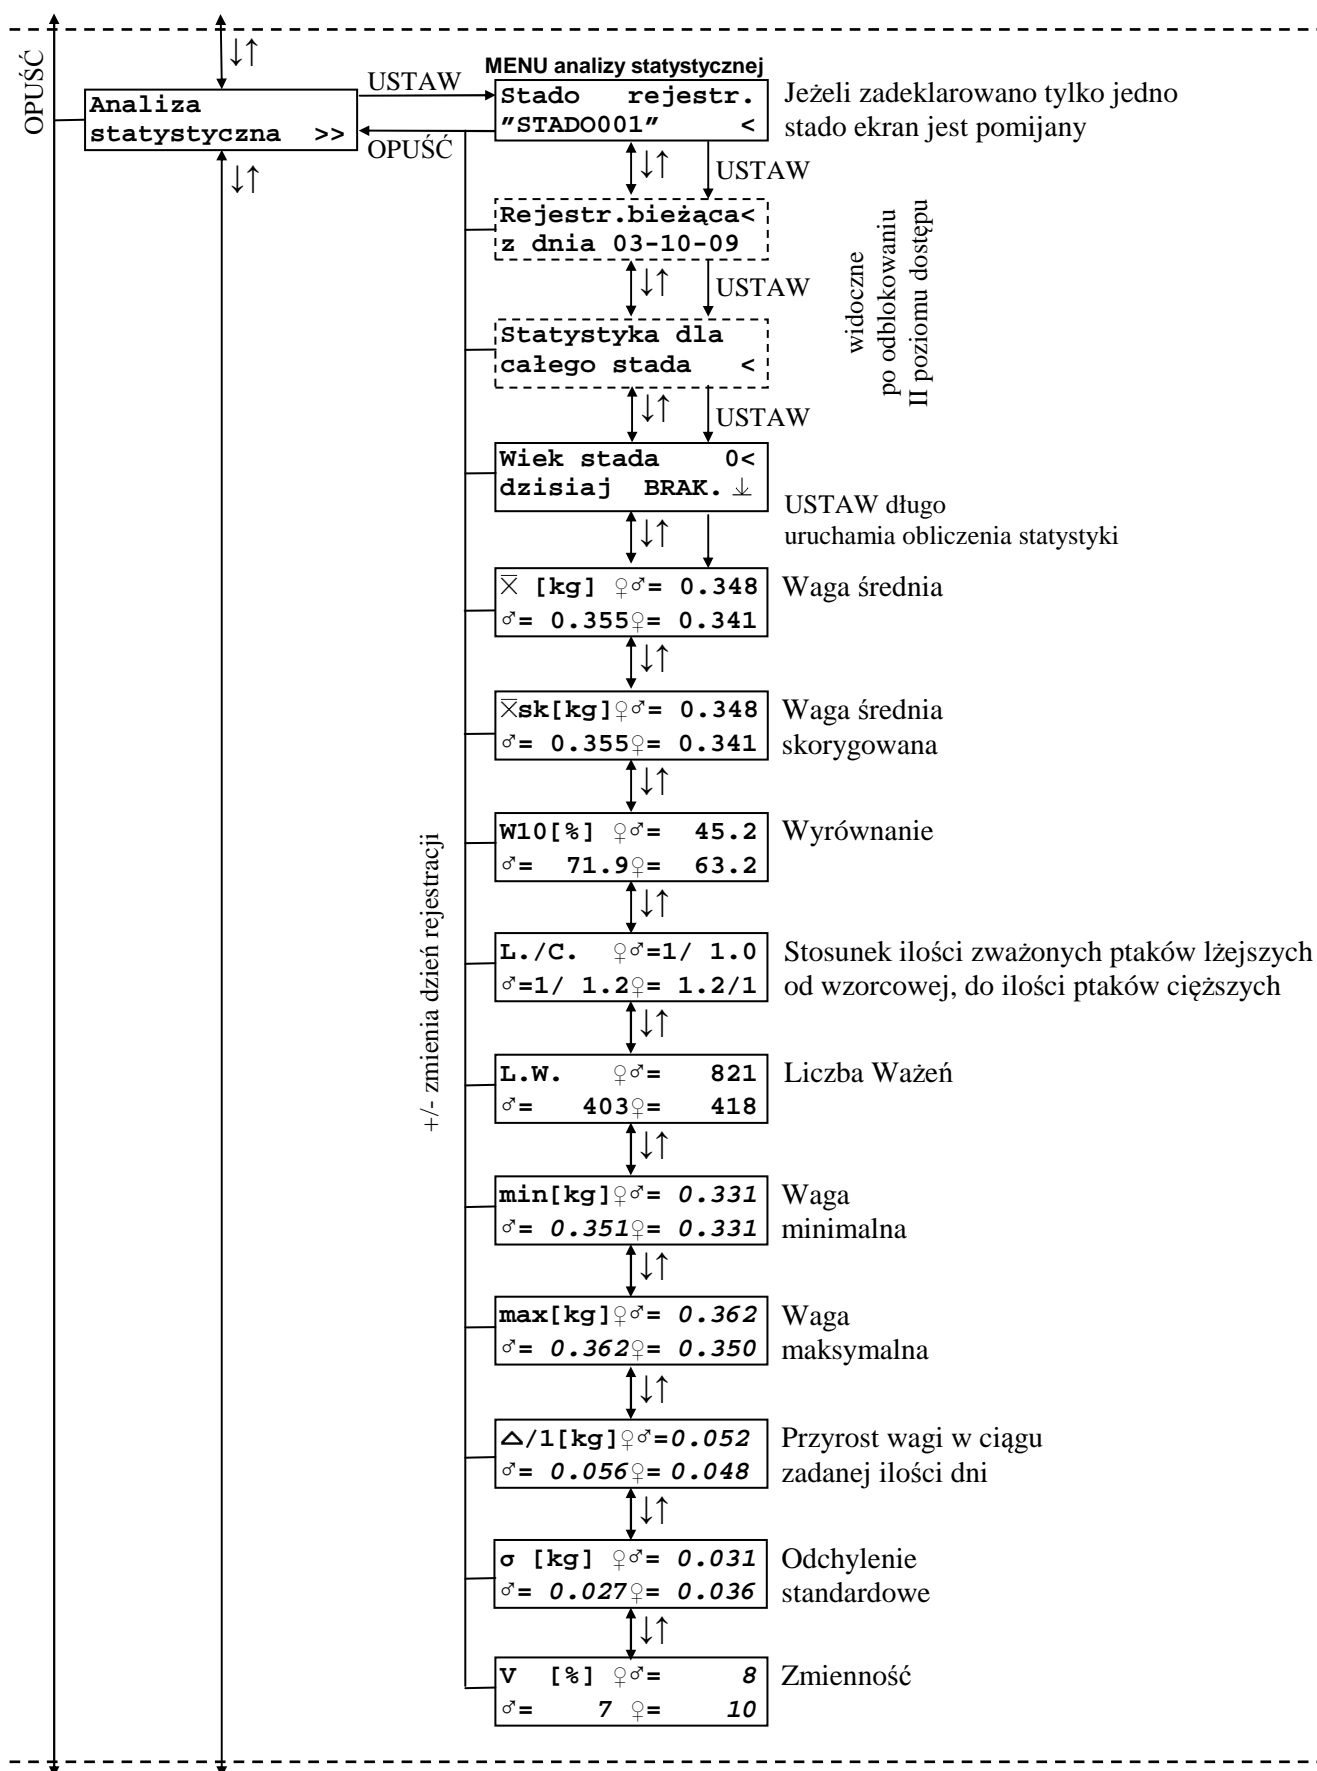 OPUŚĆ
↓↑
Analiza
statystyczna >>
↓↑
USTAW
OPUŚĆ
MENU analizy statystycznej
Stado rejestr.
"STADO001" <
Jeżeli zadeklarowano tylko jedno
stado ekran jest pomijany
↓↑ USTAW
Rejestr.bieżąca<
z dnia 03-10-09
↓↑ USTAW
Statystyka dla
całego stada <
widoczne
po odblokowaniu
II poziomu dostępu
↓↑ USTAW
Wiek stada 0<
dzisiaj BRAK.↓
USTAW długo
uruchamia obliczenia statystyki
↓↑
X̅ [kg] ♀♂= 0.348
♂= 0.355♀= 0.341
Waga średnia
↓↑
X̅sk[kg]♀♂= 0.348
♂= 0.355♀= 0.341
Waga średnia
skorygowana
↓↑
W10[%] ♀♂= 45.2
♂= 71.9♀= 63.2
Wyrównanie
+/- zmienia dzień rejestracji
↓↑
L./C. ♀♂=1/ 1.0
♂=1/ 1.2♀= 1.2/1
Stosunek ilości zważonych ptaków lżejszych
od wzorcowej, do ilości ptaków cięższych
↓↑
L.W. ♀♂= 821
♂= 403♀= 418
Liczba Ważeń
↓↑
min[kg]♀♂= 0.331
♂= 0.351♀= 0.331
Waga
minimalna
↓↑
max[kg]♀♂= 0.362
♂= 0.362♀= 0.350
Waga
maksymalna
↓↑
△/1[kg]♀♂=0.052
♂= 0.056♀= 0.048
Przyrost wagi w ciągu
zadanej ilości dni
↓↑
σ [kg] ♀♂= 0.031
♂= 0.027♀= 0.036
Odchylenie
standardowe
↓↑
V [%] ♀♂= 8
♂= 7 ♀= 10
Zmienność